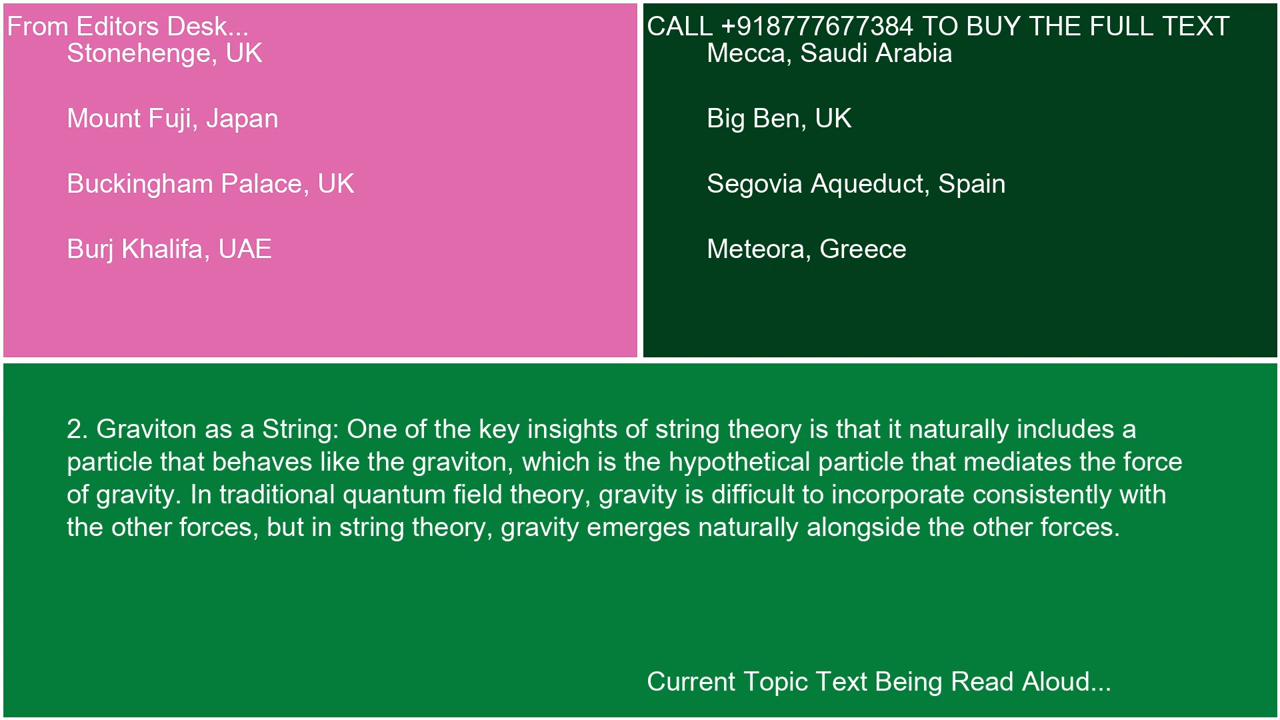 From Editors Desk...
Stonehenge, UK
Mount Fuji, Japan
Buckingham Palace, UK
Burj Khalifa, UAE
CALL +918777677384 TO BUY THE FULL TEXT
Mecca, Saudi Arabia
Big Ben, UK
Segovia Aqueduct, Spain
Meteora, Greece
2. Graviton as a String: One of the key insights of string theory is that it naturally includes a
particle that behaves like the graviton, which is the hypothetical particle that mediates the force
of gravity. In traditional quantum field theory, gravity is difficult to incorporate consistently with
the other forces, but in string theory, gravity emerges naturally alongside the other forces.
Current Topic Text Being Read Aloud...